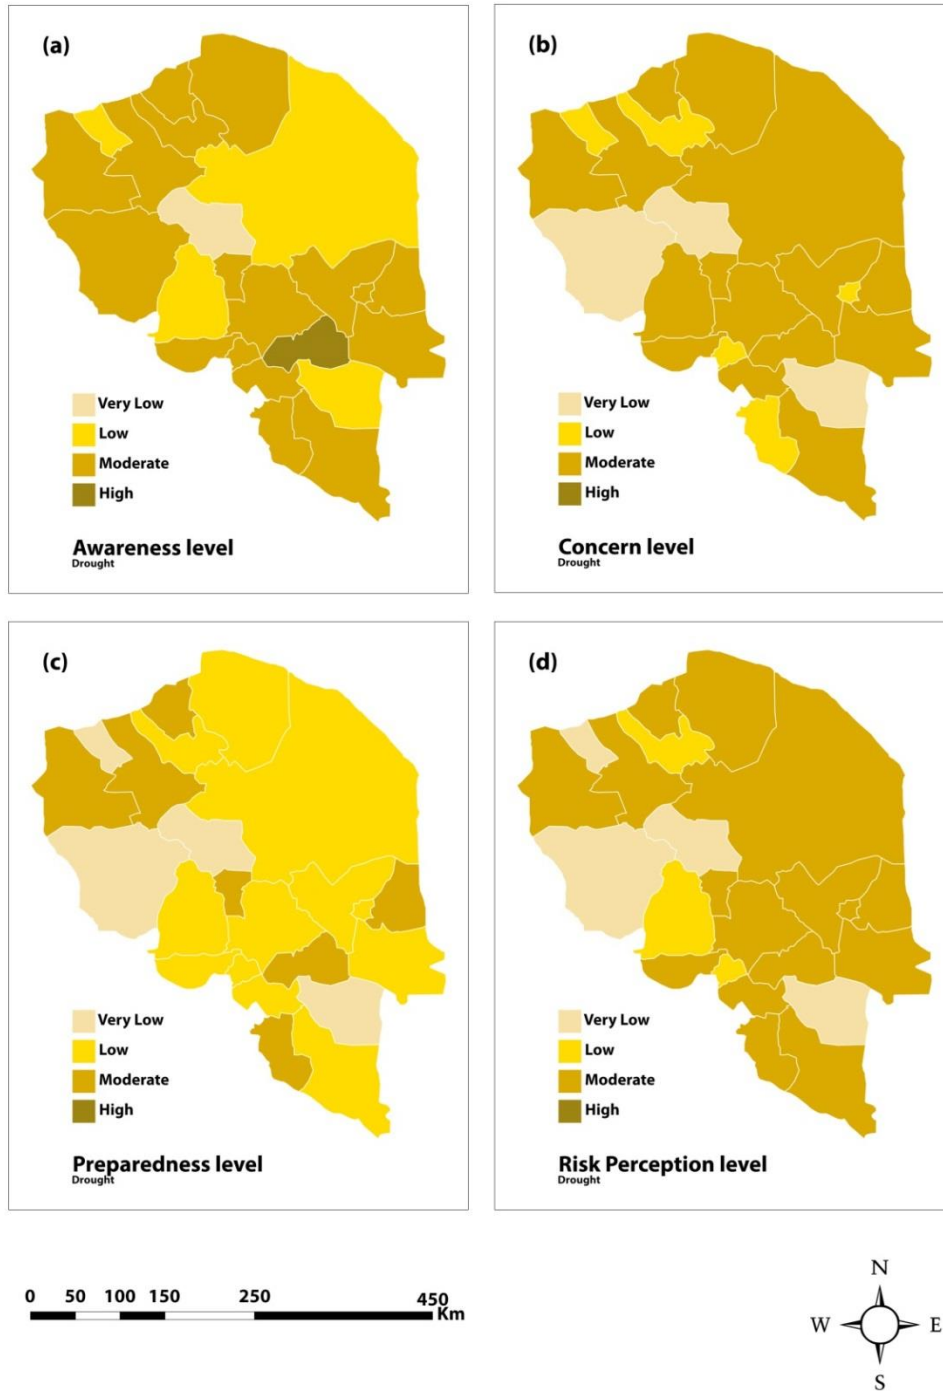 (a)
Very Low
Low
Moderate
High
Awareness level
Drought
(b)
Very Low
Low
Moderate
High
Concern level
Drought
(c)
Very Low
Low
Moderate
High
Preparedness level
Drought
(d)
Very Low
Low
Moderate
High
Risk Perception level
Drought
0 50 100 150 250 450
Km
N
W E
S